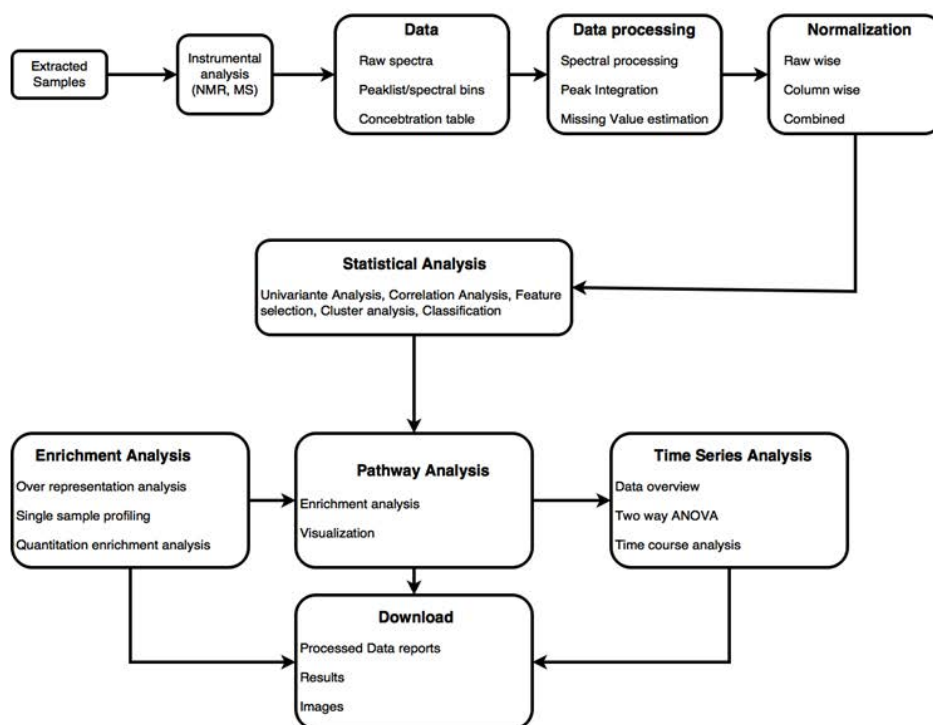 Extracted
Samples
Instrumental
analysis
(NMR, MS)
Data
Raw spectra
Peaklist/spectral bins
Concebtration table
Data processing
Spectral processing
Peak Integration
Missing Value estimation
Normalization
Raw wise
Column wise
Combined
Statistical Analysis
Univariante Analysis, Correlation Analysis, Feature
selection, Cluster analysis, Classification
Enrichment Analysis
Over representation analysis
Single sample profiling
Quantitation enrichment analysis
Pathway Analysis
Enrichment analysis
Visualization
Time Series Analysis
Data overview
Two way ANOVA
Time course analysis
Download
Processed Data reports
Results
Images